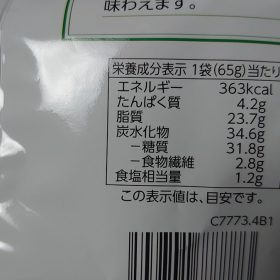 味わえます。
栄養成分表示 1袋(65g)当たり
エネルギー 363kcal
たんぱく質 4.2g
脂質 23.7g
炭水化物 34.6g
－糖質 31.8g
－食物繊維 2.8g
食塩相当量 1.2g
この表示値は、目安です。
C7773.4B1